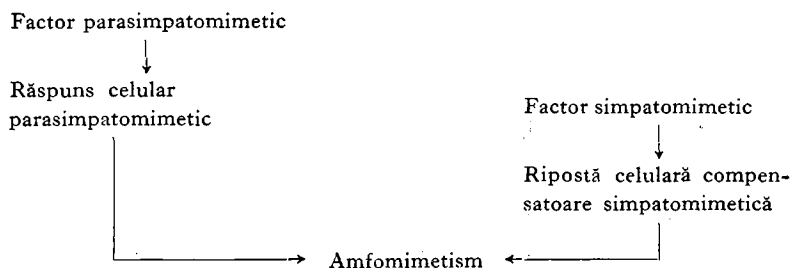 Factor parasimpatomimetic
Răspuns celular
parasimpatomimetic
Factor simpatomimetic
Ripostă celulară compen-
satoare simpatomimetică
Amfomimetism